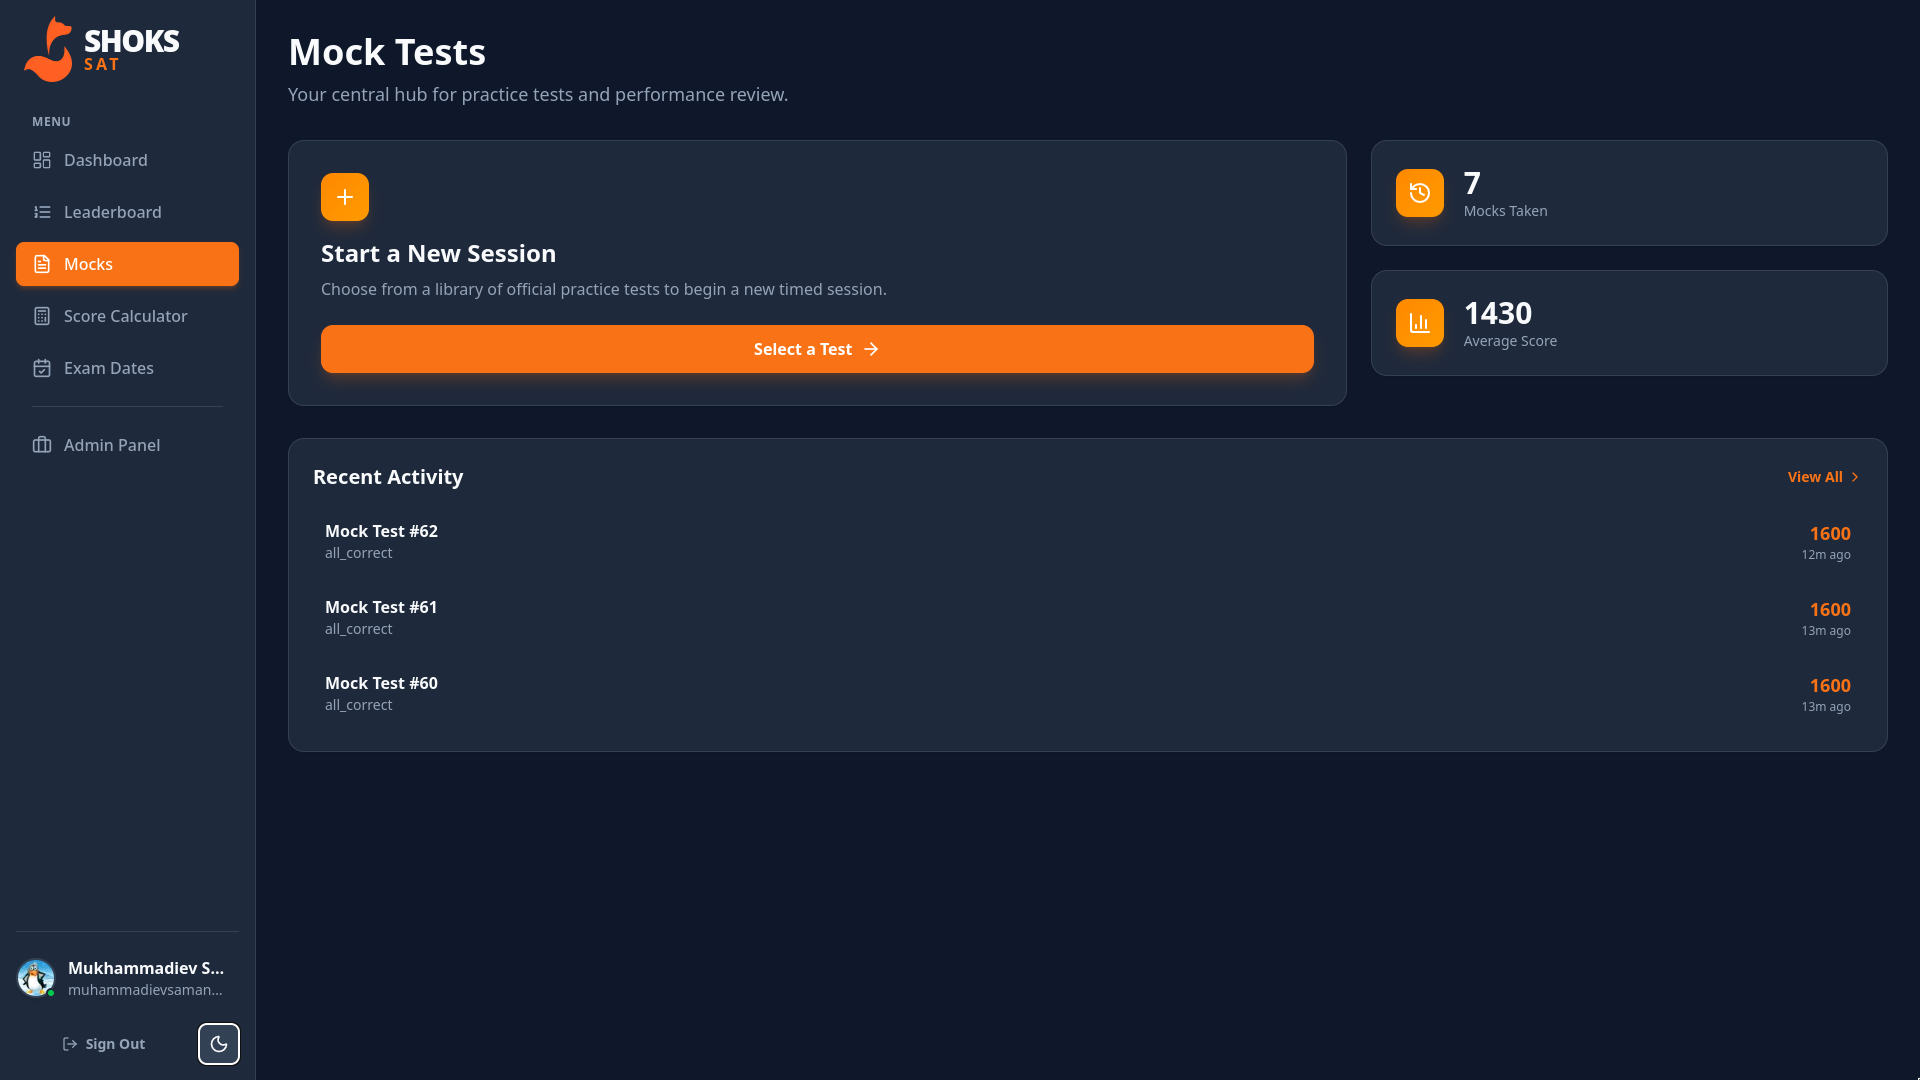 SHOKS
SAT
MENU
Dashboard
Leaderboard
Mocks
Score Calculator
Exam Dates
Admin Panel
Mukhammadiev S...
muhammadievsaman...
Sign Out
Mock Tests
Your central hub for practice tests and performance review.
Start a New Session
Choose from a library of official practice tests to begin a new timed session.
Select a Test
7
Mocks Taken
1430
Average Score
Recent Activity
View All
Mock Test #62
all_correct
1600
12m ago
Mock Test #61
all_correct
1600
13m ago
Mock Test #60
all_correct
1600
13m ago